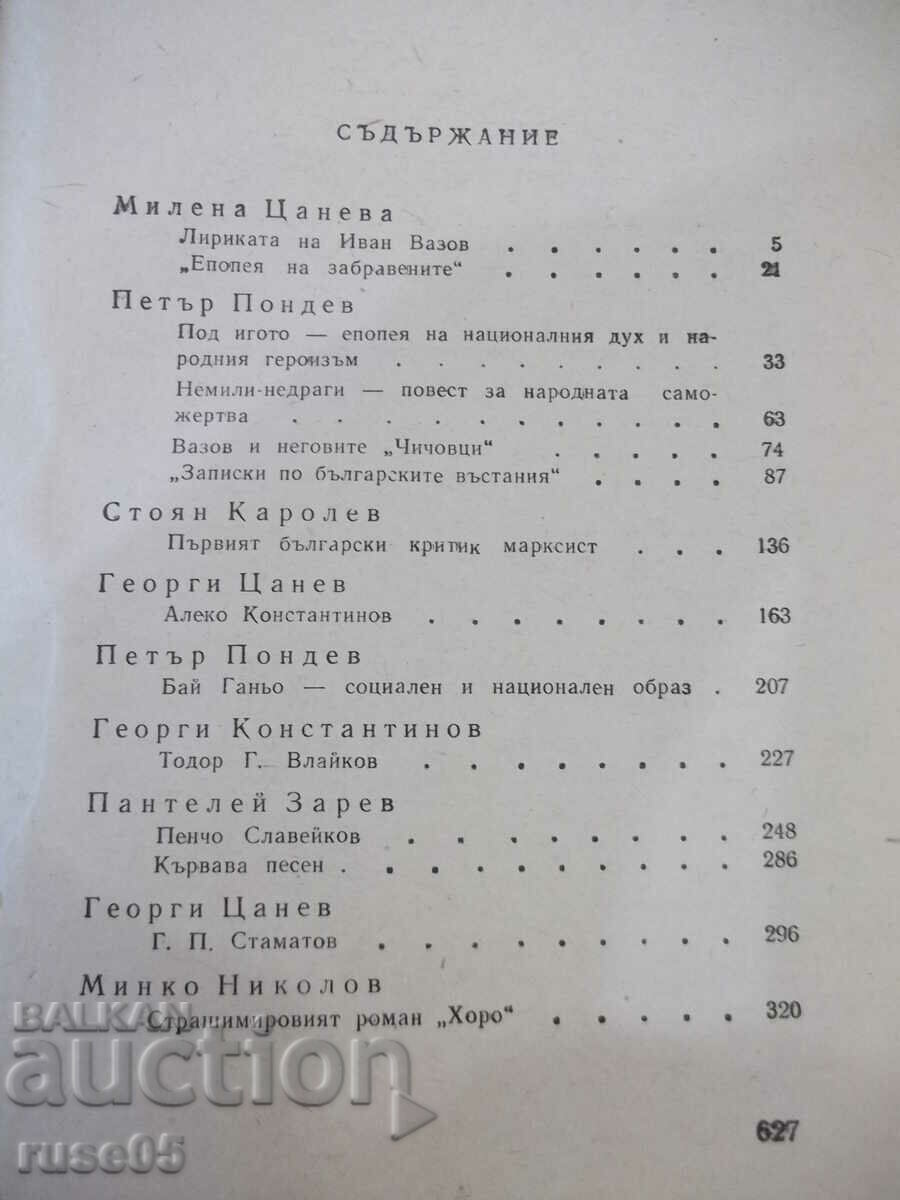 СЪДЪРЖАНИЕ
Милена Цанева
Лириката на Иван Вазов . . . . . . 5
„Епопея на забравените“ . . . . . . 21
Петър Пондев
Под игото — епопея на националния дух и на-
родния героизъм . . . . . . . . 33
Немили-недраги — повест за народната само-
жертва . . . . . . . . . . . 63
Вазов и неговите „Чичовци“ . . . . . 74
„Записки по българските въстания“ . . . . 87
Стоян Каролев
Първият български критик марксист . . . 136
Георги Цанев
Алеко Константинов . . . . . . . . 163
Петър Пондев
Бай Ганьо — социален и национален образ . 207
Георги Константинов
Тодор Г. Влайков . . . . . . . . 227
Пантелей Зарев
Пенчо Славейков . . . . . . . . 248
Кървава песен . . . . . . . . . . 286
Георги Цанев
Г. П. Стаматов . . . . . . . . . 296
Минко Николов
Страшимировият роман „Хоро“ . . . . . 320
BALKAN
auction
ruse05
627